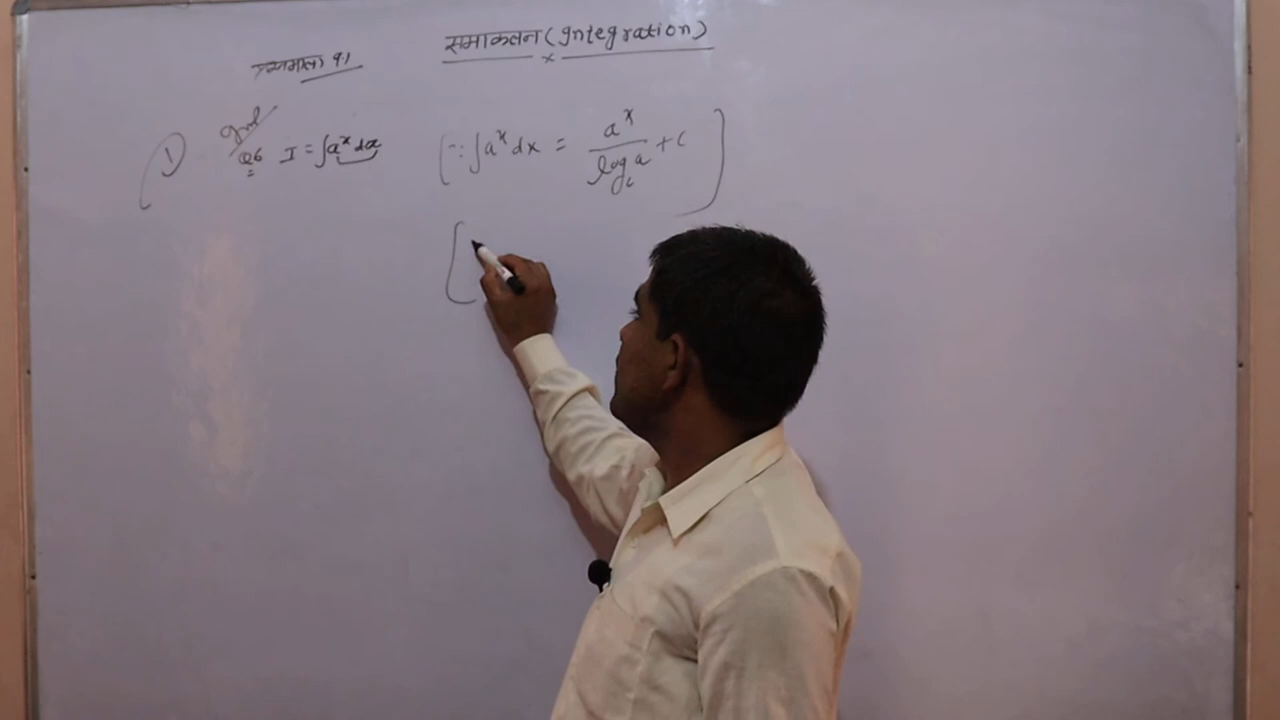 समाकलन (Integration)
×
प्रश्नमाला 9.1
① Q6 I = ∫aˣ dx (∵ ∫aˣ dx = aˣ / logₑa + C)
[